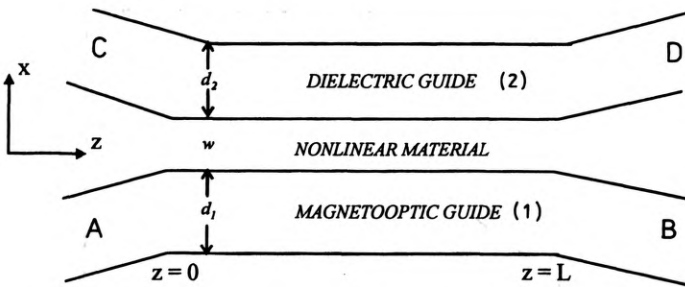 C
D
x
d₂
DIELECTRIC GUIDE (2)
z
w
NONLINEAR MATERIAL
A
d₁
MAGNETOOPTIC GUIDE (1)
B
z = 0
z = L